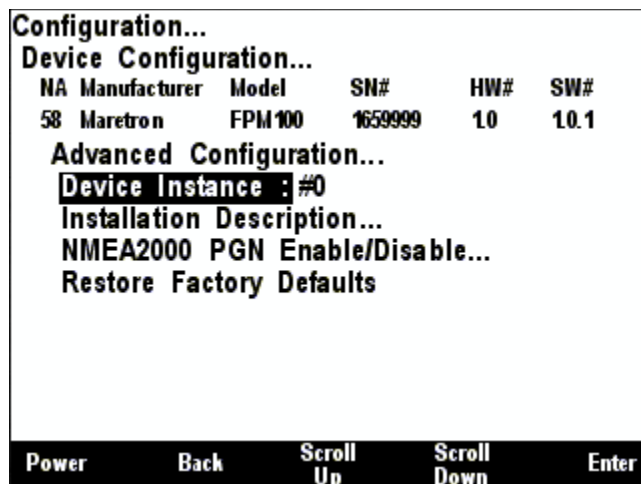 Configuration...
Device Configuration...
NA Manufacturer Model SN# HW# SW#
58 Maretron FPM100 1659999 1.0 1.0.1
Advanced Configuration...
Device Instance : #0
Installation Description...
NMEA2000 PGN Enable/Disable...
Restore Factory Defaults
Power Back Scroll Up Scroll Down Enter